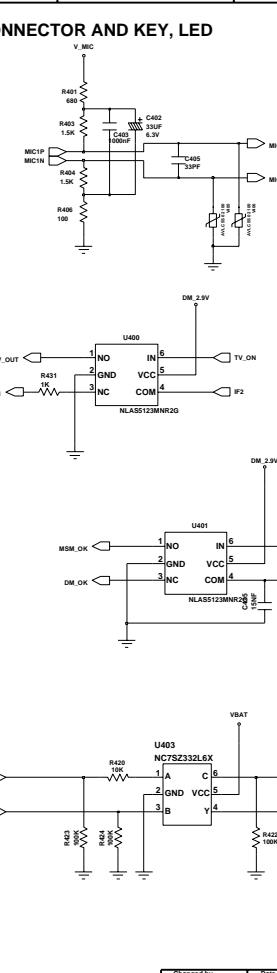 NNECTOR AND KEY, LED
V_MIC
R401
680
C402
33UF
6.3V
R403
1.5K
C403
1000nF
MIC1P
MIC1N
C405
33PF
R404
1.5K
R406
100
DM_2.9V
U400
1 NO IN 6
2 GND VCC 5
3 NC COM 4
NLAS5123MNR2G
V_OUT
TV_ON
R431
1K
IF2
DM_2.9V
U401
1 NO IN 6
2 GND VCC 5
3 NC COM 4
NLAS5123MNR2G
MSM_OK
DM_OK
15NF
VBAT
U403
NC7SZ332L6X
1 A C 6
2 GND VCC 5
3 B Y 4
R420
10K
R423
100K
R424
100K
R422
100K